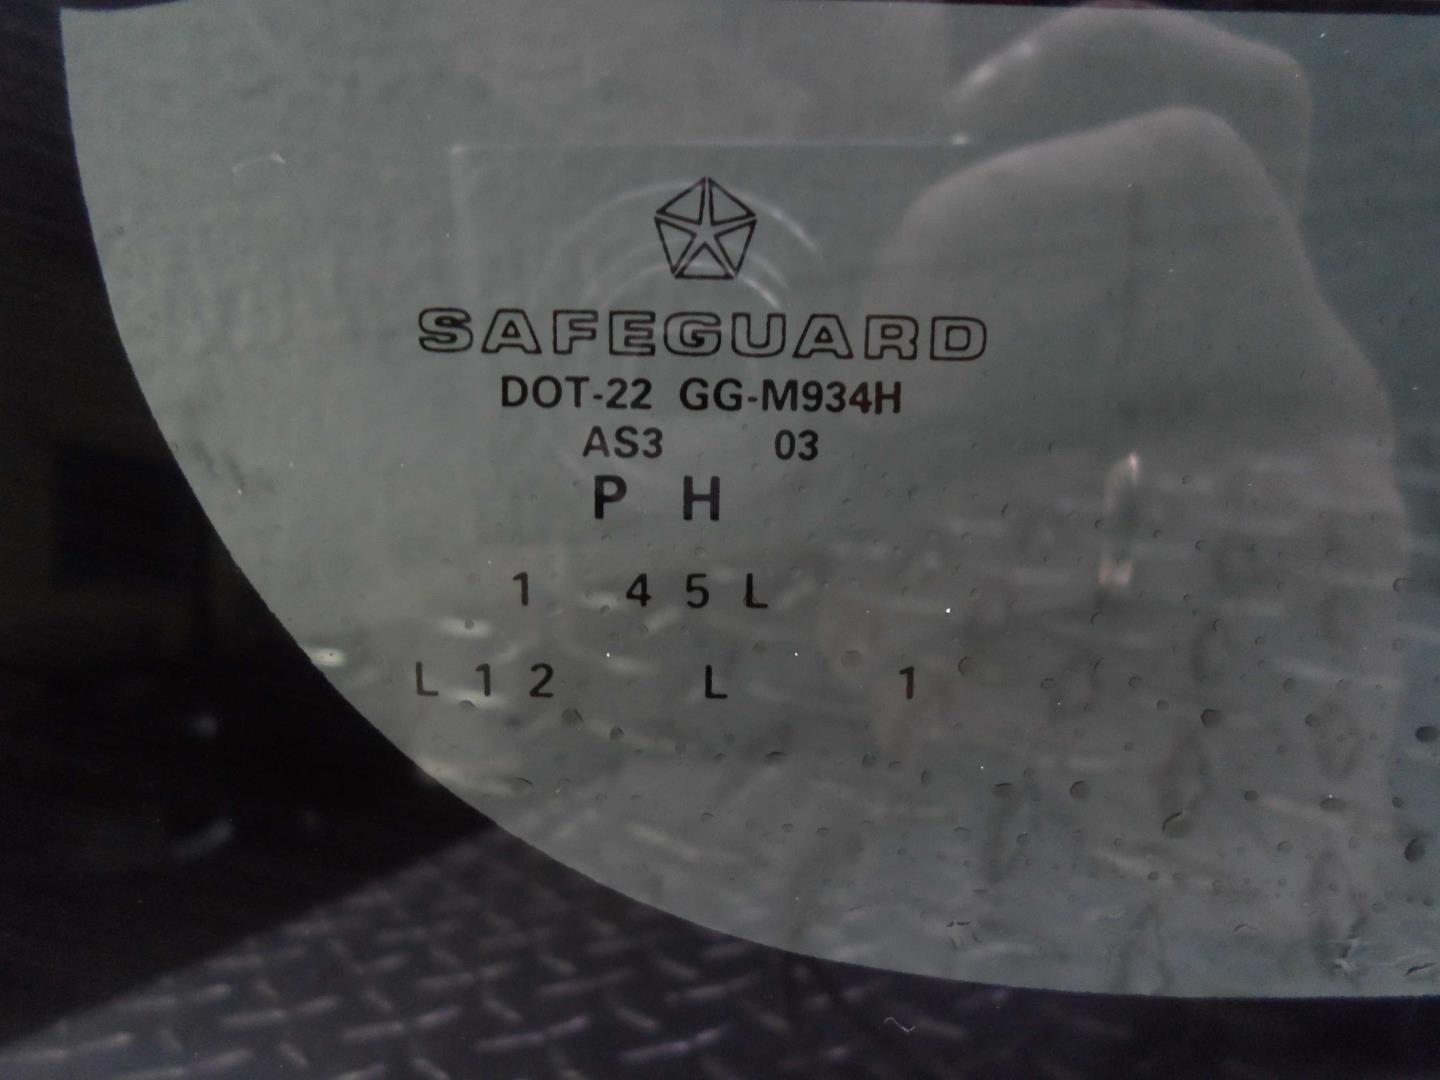 SAFEGUARD
DOT-22 GG-M934H
AS3 03
P H
1 4 5 L
L 1 2 L 1